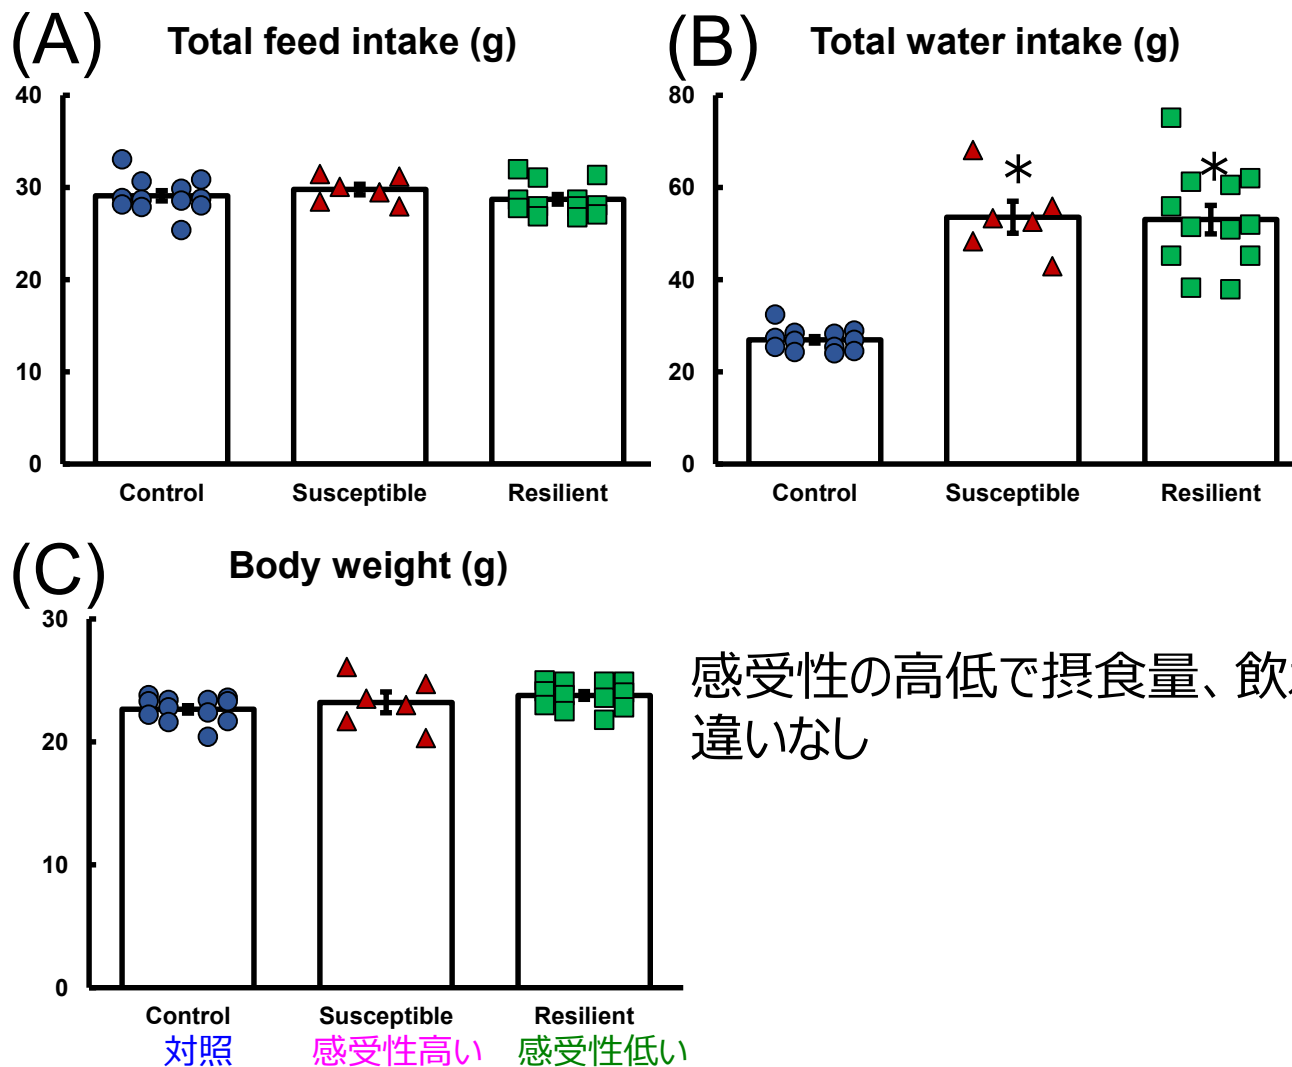 (A) Total feed intake (g)
40
30
20
10
0
Control Susceptible Resilient
(B) Total water intake (g)
80
60
40
20
0
* *
Control Susceptible Resilient
(C) Body weight (g)
30
20
10
0
Control Susceptible Resilient
対照 感受性高い 感受性低い
感受性の高低で摂食量、飲
違いなし